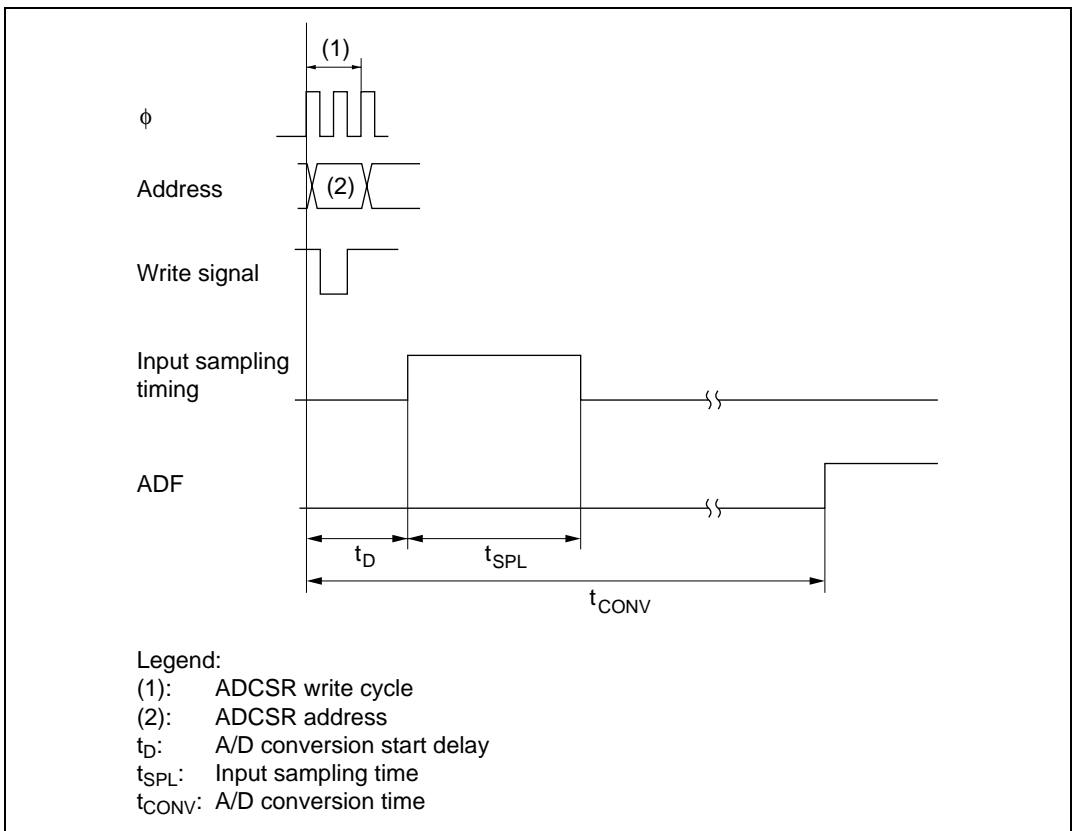 (1)
ϕ
Address
(2)
Write signal
Input sampling
timing
ADF
tD
tSPL
tCONV
Legend:
(1): ADCSR write cycle
(2): ADCSR address
tD: A/D conversion start delay
tSPL: Input sampling time
tCONV: A/D conversion time